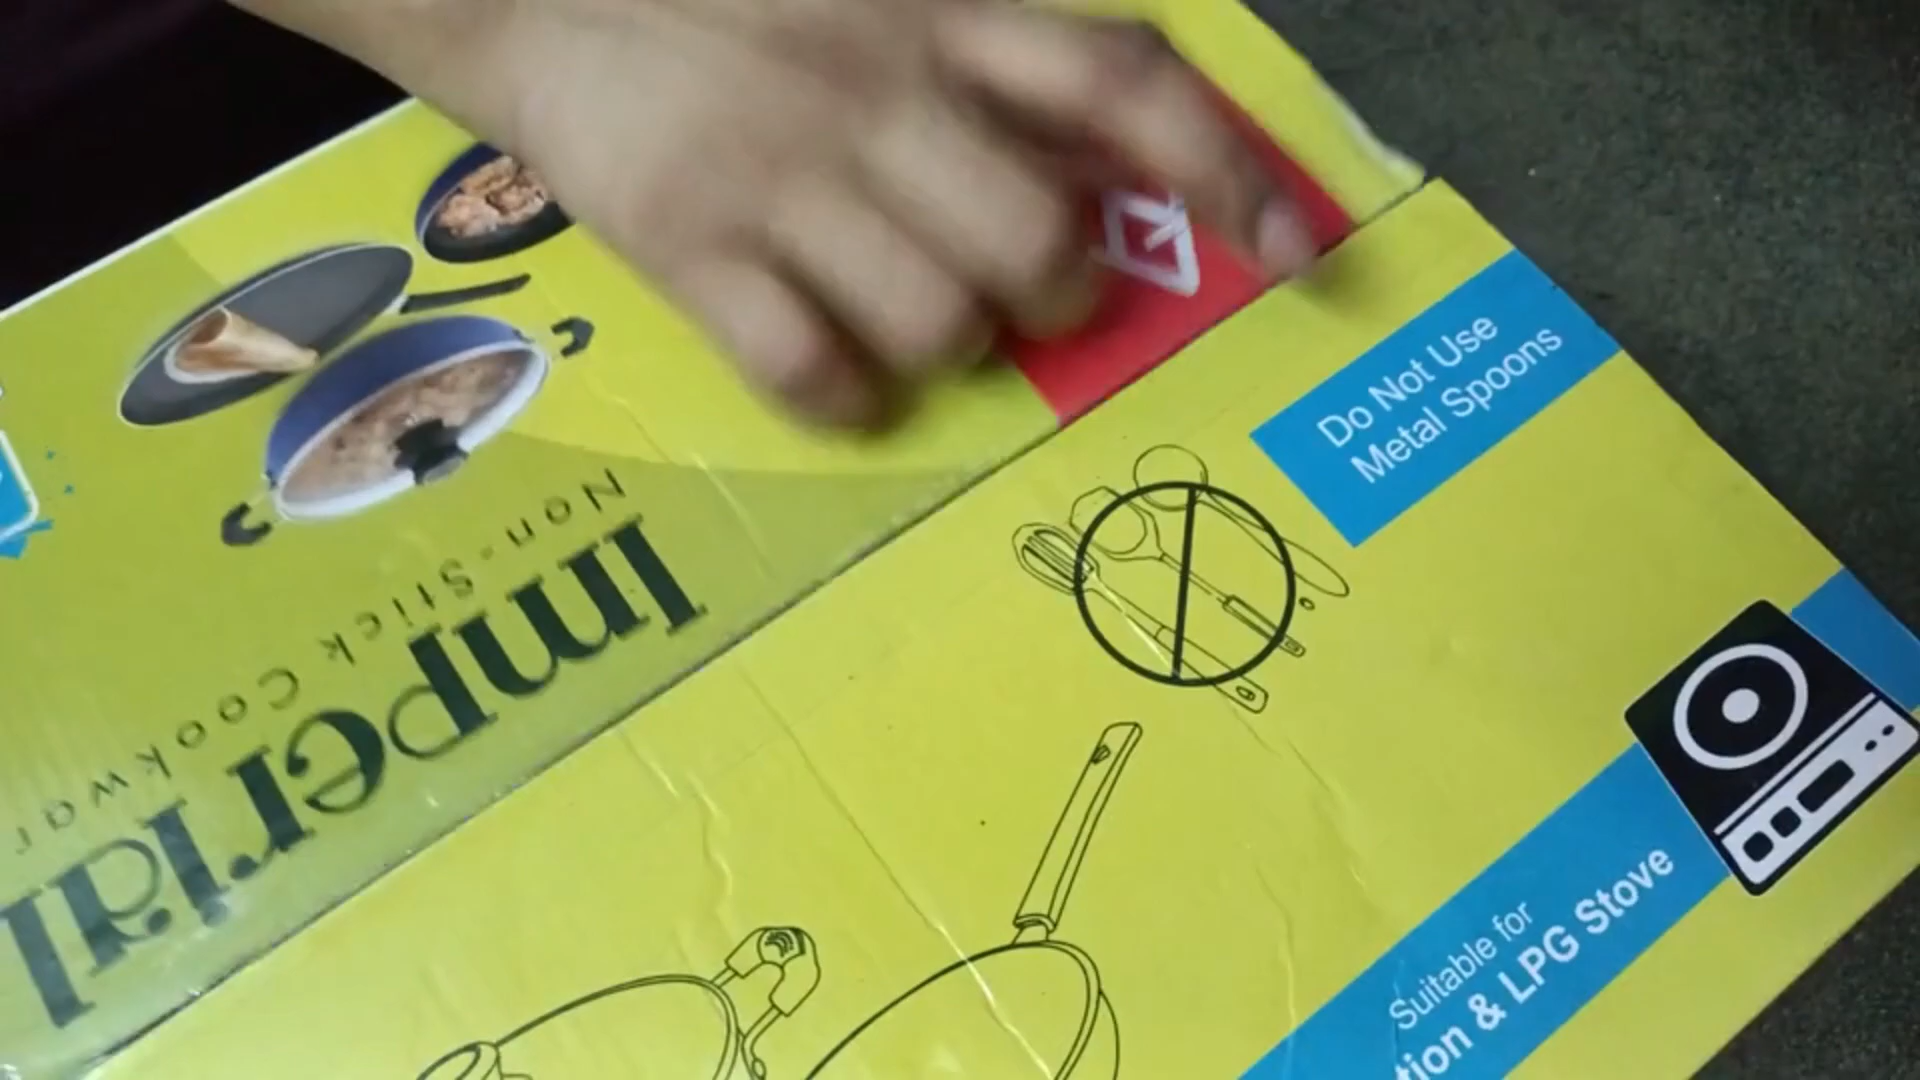 Do Not Use
Metal Spoons
Imperial
Non-Stick Cookwar
Suitable for
tion & LPG Stove